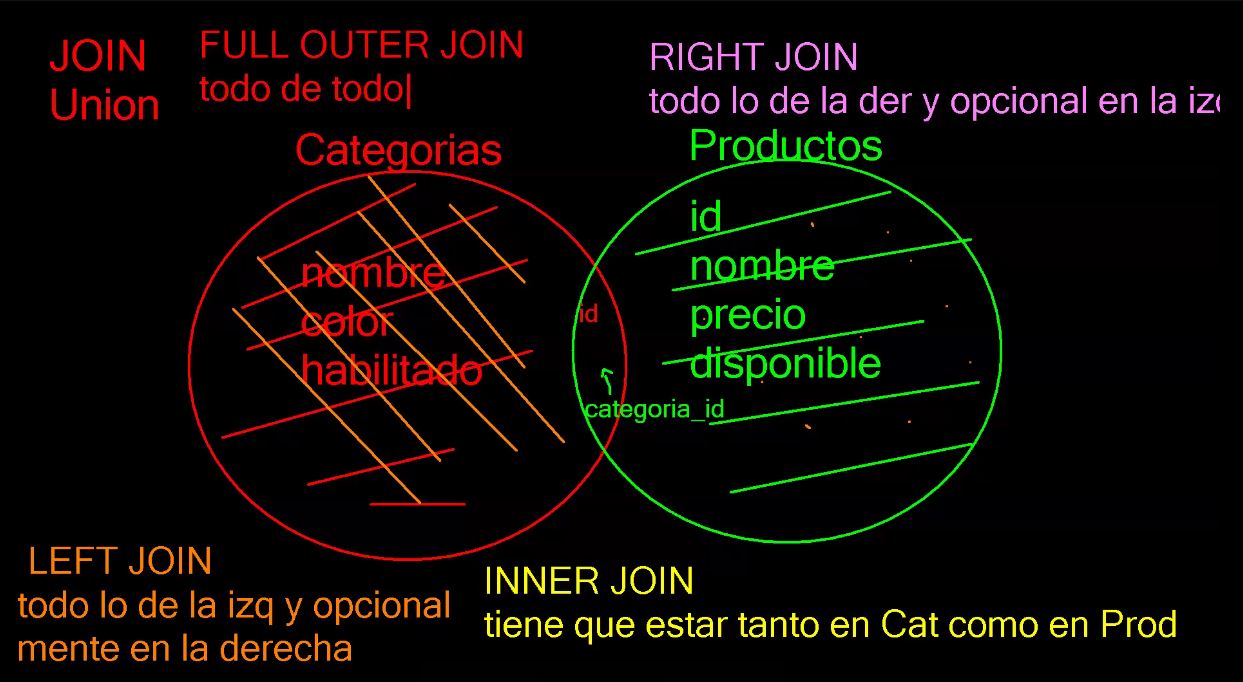 JOIN
Union
FULL OUTER JOIN
todo de todo
RIGHT JOIN
todo lo de la der y opcional en la iz
Categorias
nombre
color
habilitado
id
categoria_id
Productos
id
nombre
precio
disponible
LEFT JOIN
todo lo de la izq y opcional
mente en la derecha
INNER JOIN
tiene que estar tanto en Cat como en Prod